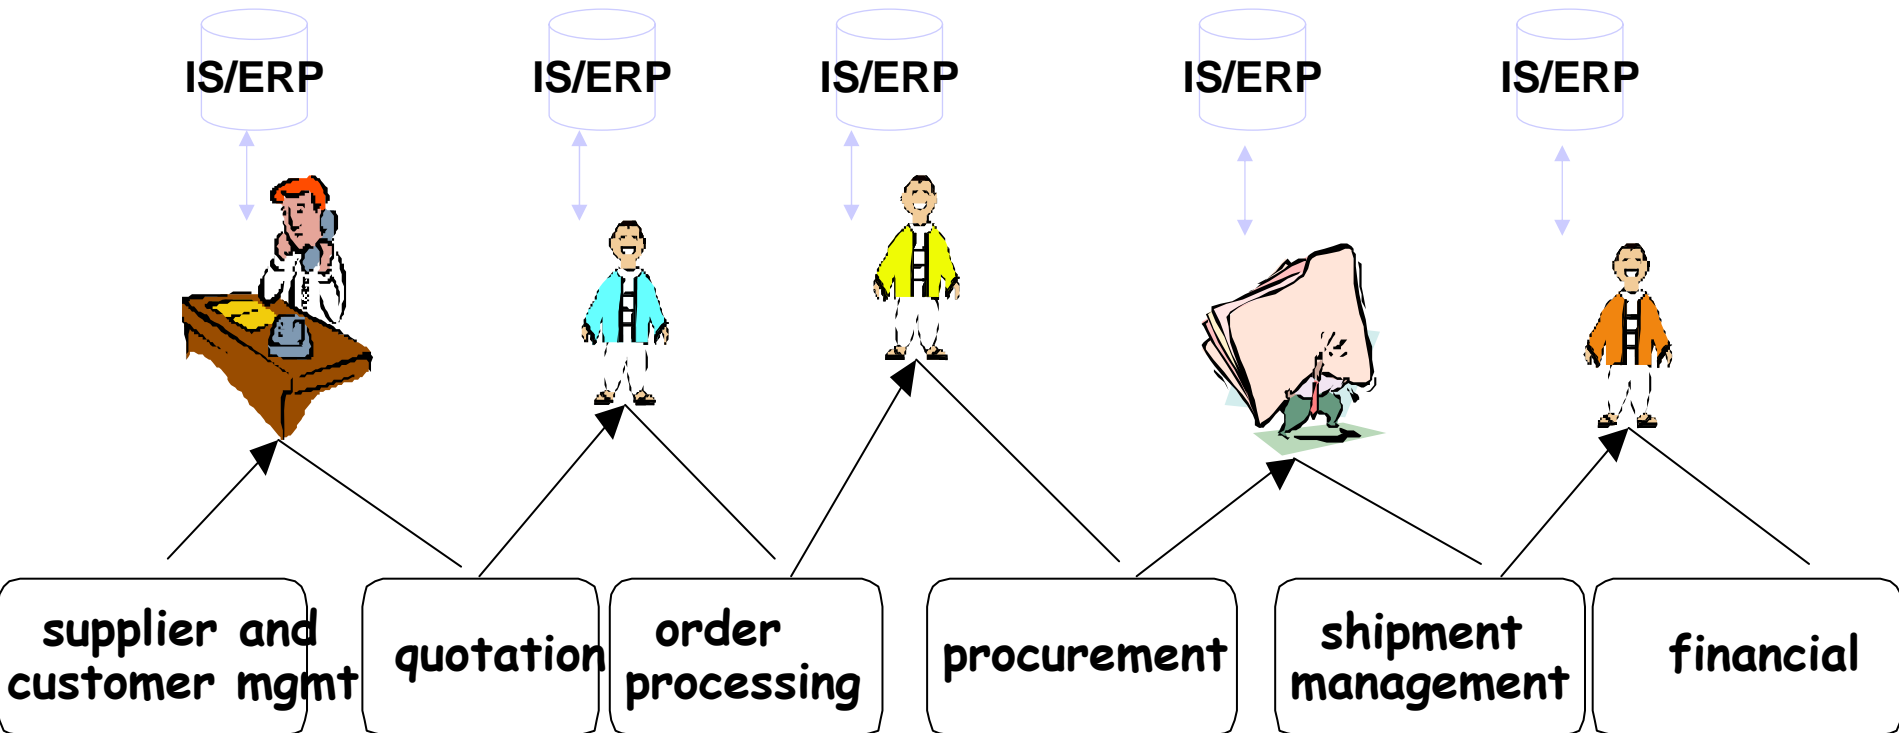 IS/ERP
IS/ERP
IS/ERP
IS/ERP
IS/ERP
supplier and
customer mgmt
quotation
order
processing
procurement
shipment
management
financial